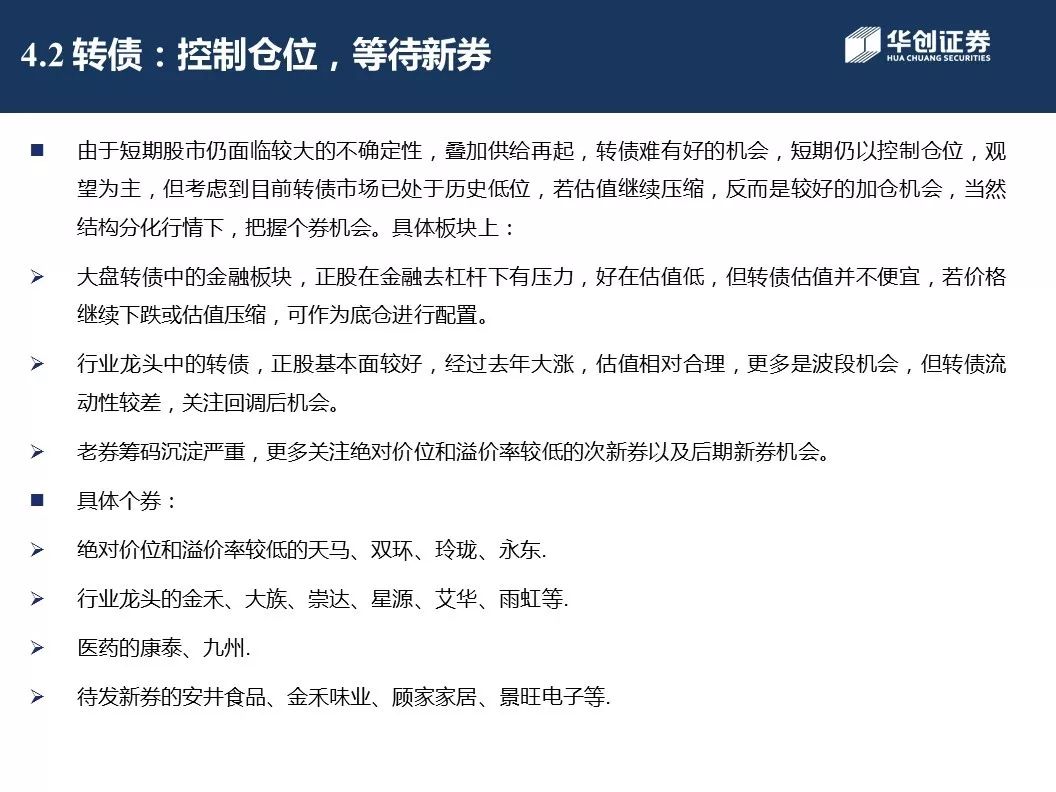 4.2 转债：控制仓位，等待新券
华创证券
HUA CHUANG SECURITIES
由于短期股市仍面临较大的不确定性，叠加供给再起，转债难有好的机会，短期仍以控制仓位，观
望为主，但考虑到目前转债市场已处于历史低位，若估值继续压缩，反而是较好的加仓机会，当然
结构分化行情下，把握个券机会。具体板块上：
大盘转债中的金融板块，正股在金融去杠杆下有压力，好在估值低，但转债估值并不便宜，若价格
继续下跌或估值压缩，可作为底仓进行配置。
行业龙头中的转债，正股基本面较好，经过去年大涨，估值相对合理，更多是波段机会，但转债流
动性较差，关注回调后机会。
老券筹码沉淀严重，更多关注绝对价位和溢价率较低的次新券以及后期新券机会。
具体个券：
绝对价位和溢价率较低的天马、双环、玲珑、永东.
行业龙头的金禾、大族、崇达、星源、艾华、雨虹等.
医药的康泰、九州.
待发新券的安井食品、金禾味业、顾家家居、景旺电子等.